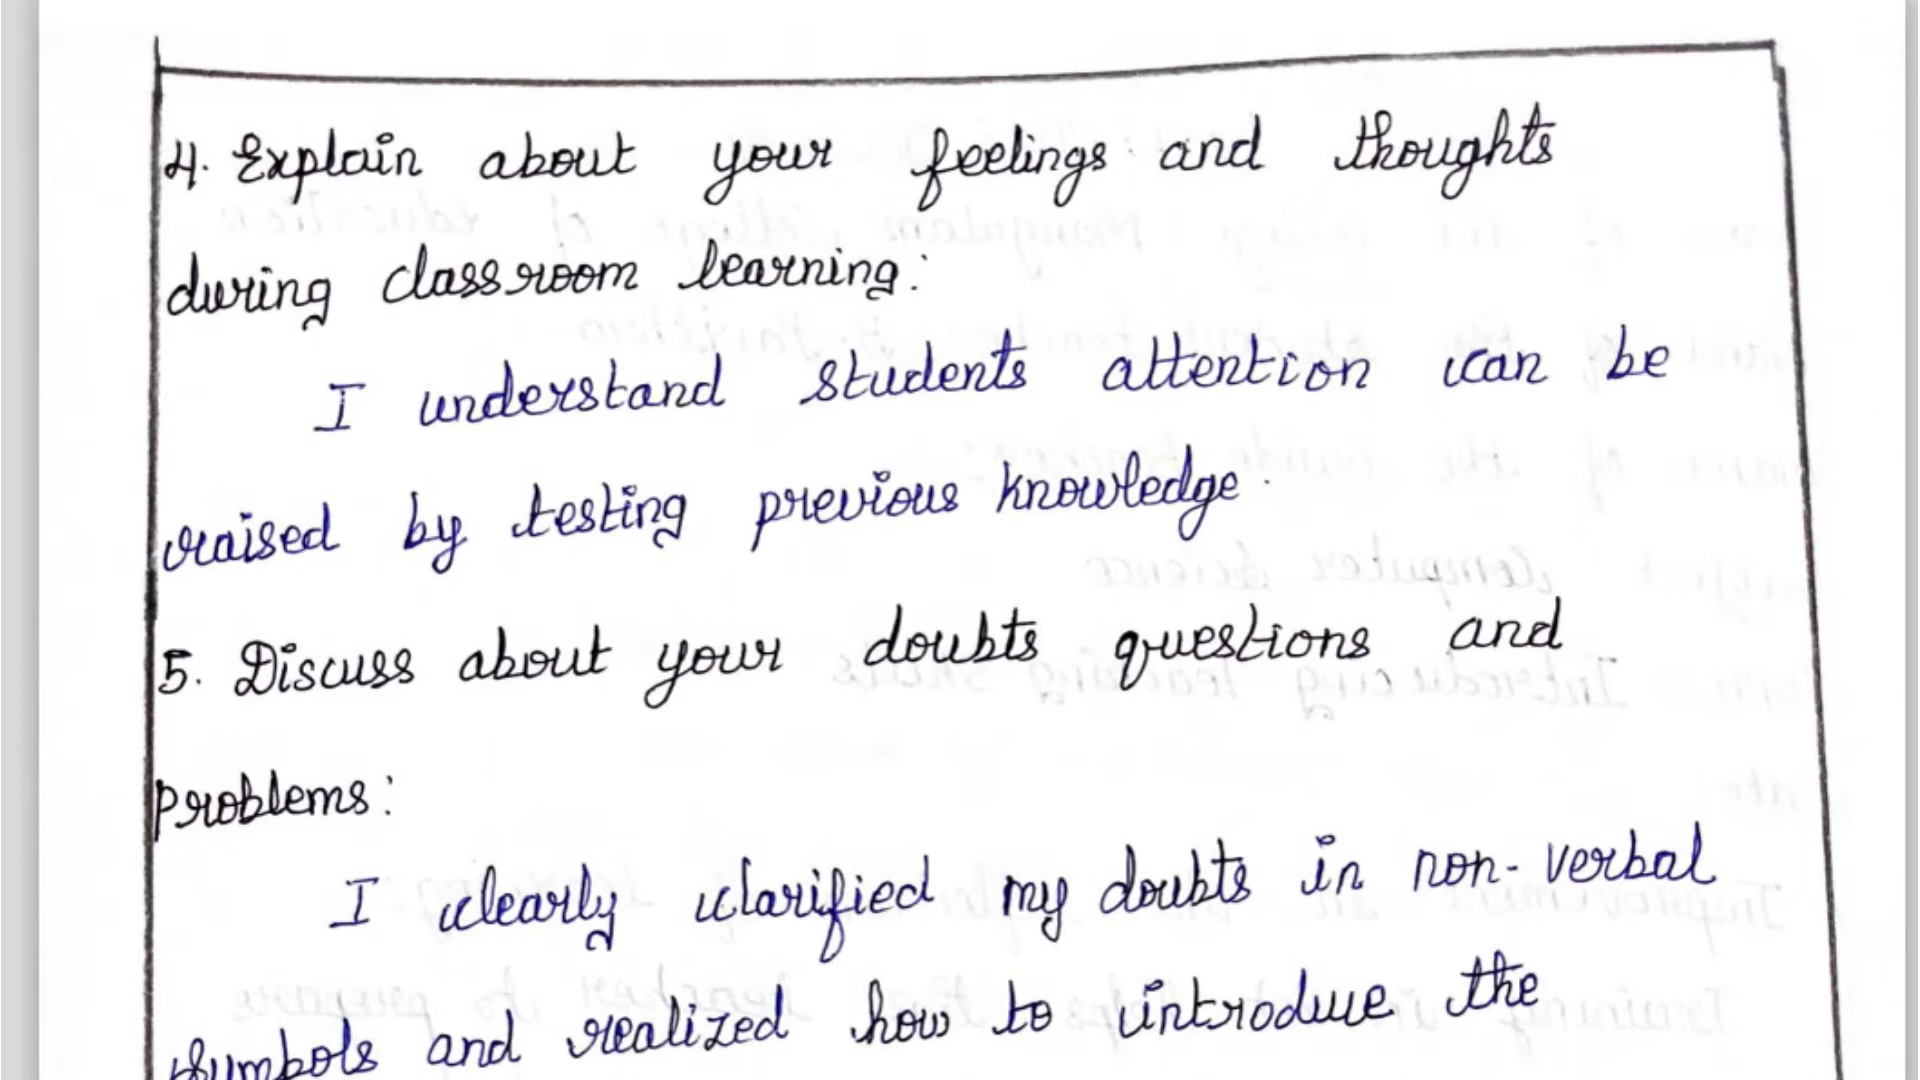 4. Explain about your feelings and thoughts
during classroom learning:
I understand students attention can be
raised by testing previous knowledge.
5. Discuss about your doubts questions and
problems:
I clearly clarified my doubts in non-verbal
symbols and realized how to introduce the